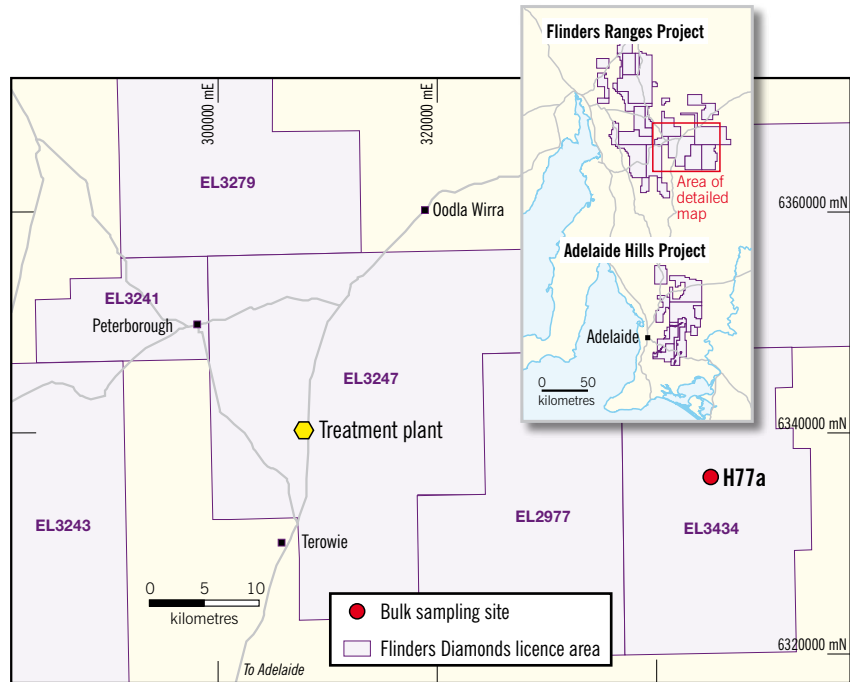 Flinders Ranges Project
Area of
detailed
map
Adelaide Hills Project
Adelaide
0 50
kilometres
300000 mE
320000 mE
EL3279
Oodla Wirra
6360000 mN
EL3241
Peterborough
EL3247
Treatment plant
6340000 mN
H77a
EL3243
EL2977
EL3434
Terowie
0 5 10
kilometres
Bulk sampling site
Flinders Diamonds licence area
6320000 mN
To Adelaide